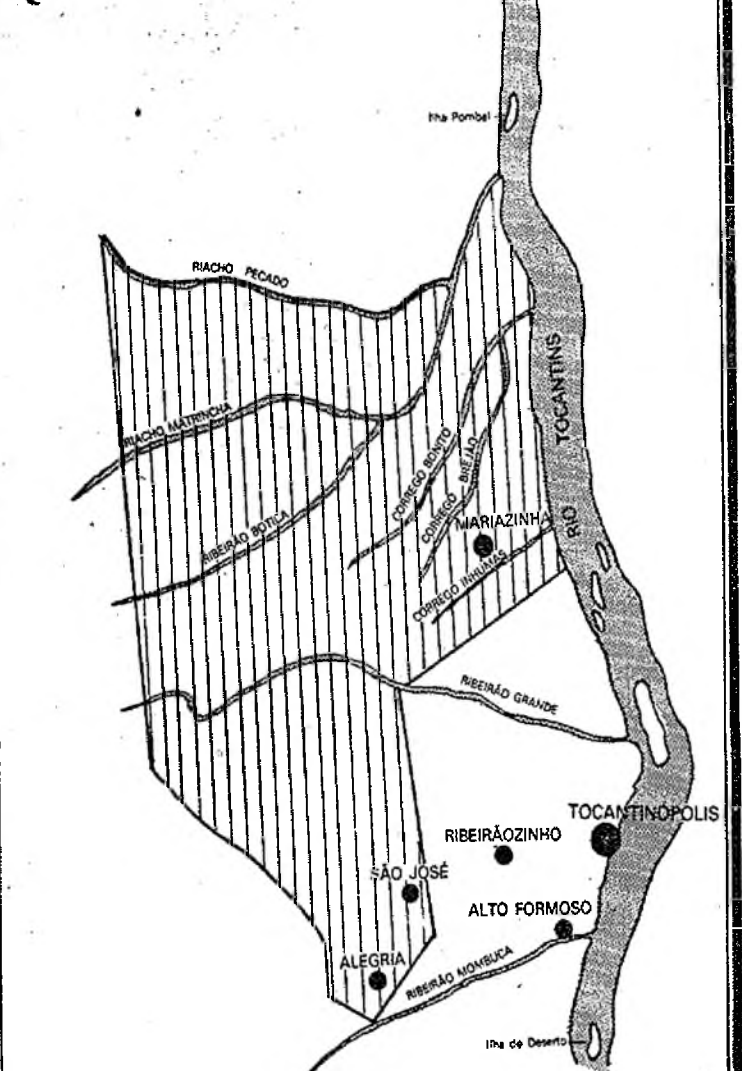 Ilha Pombal
RIACHO PECADO
RIO TOCANTINS
RIACHO MATRINCHA
CORREGO BONITO
CORREGO BREJÃO
RIBEIRÃO BOTICA
MARIAZINHA
CORREGO INHUMAS
RIBEIRÃO GRANDE
TOCANTINÓPOLIS
RIBEIRÃOZINHO
SÃO JOSÉ
ALTO FORMOSO
ALEGRIA
RIBEIRÃO MOMBUCA
Ilha de Deserto